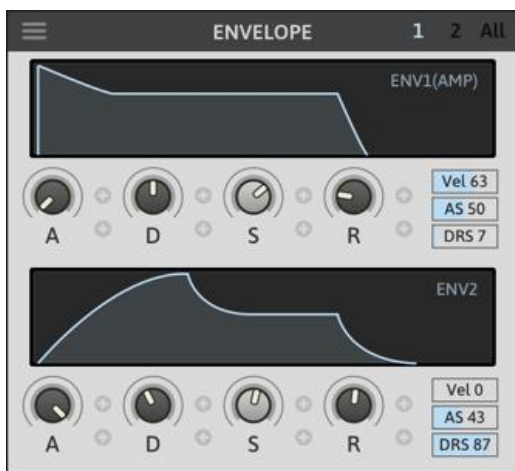 ENVELOPE 1 2 All
ENV1(AMP)
Vel 63
AS 50
DRS 7
A D S R
ENV2
Vel 0
AS 43
DRS 87
A D S R